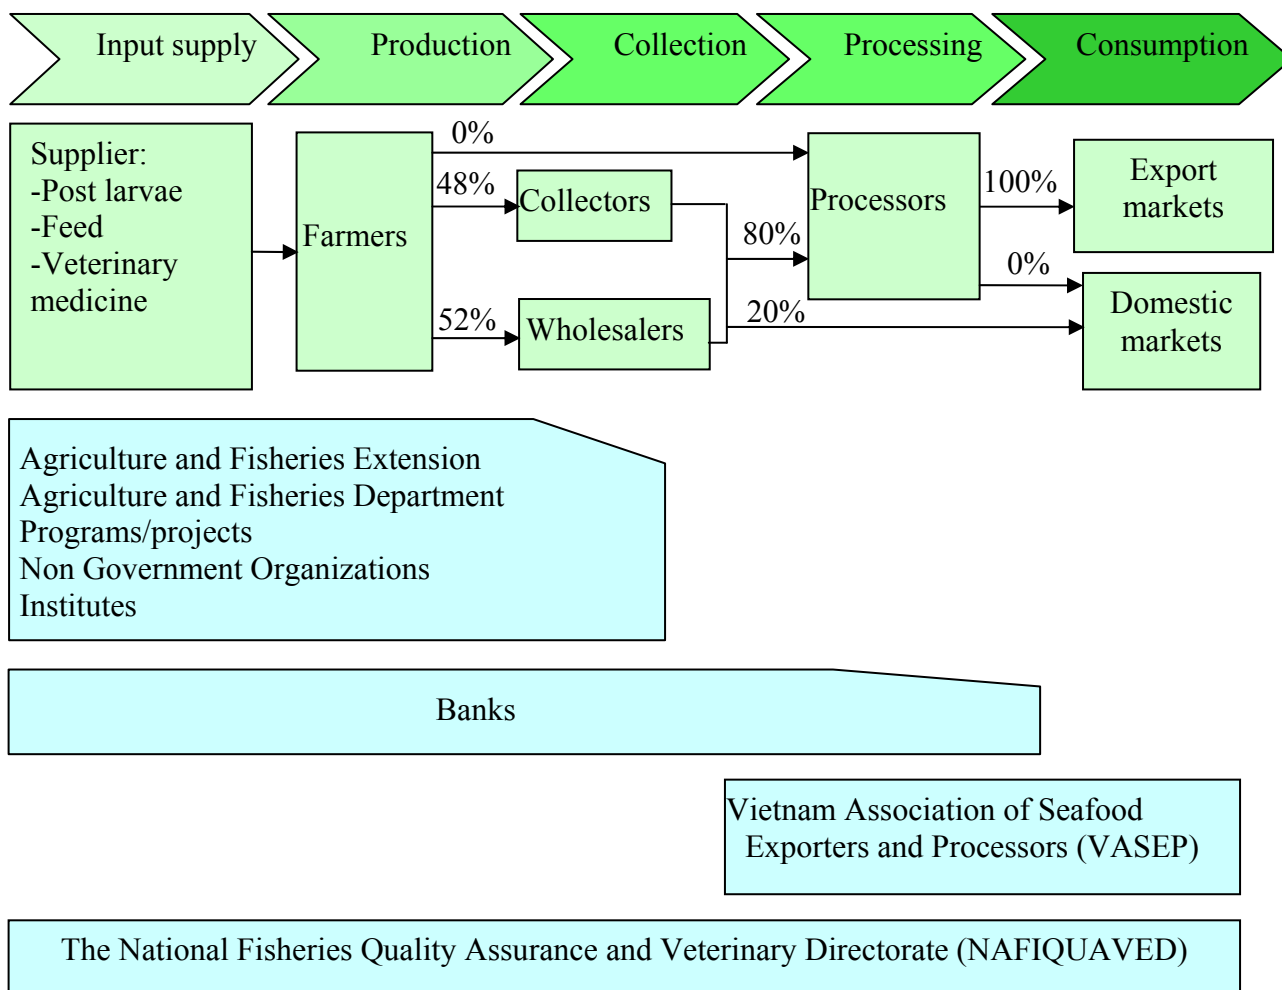 Input supply
Production
Collection
Processing
Consumption
Supplier:
-Post larvae
-Feed
-Veterinary
medicine
Farmers
0%
48%
52%
Collectors
Wholesalers
80%
20%
Processors
100%
0%
Export
markets
Domestic
markets
Agriculture and Fisheries Extension
Agriculture and Fisheries Department
Programs/projects
Non Government Organizations
Institutes
Banks
Vietnam Association of Seafood
Exporters and Processors (VASEP)
The National Fisheries Quality Assurance and Veterinary Directorate (NAFIQUAVED)